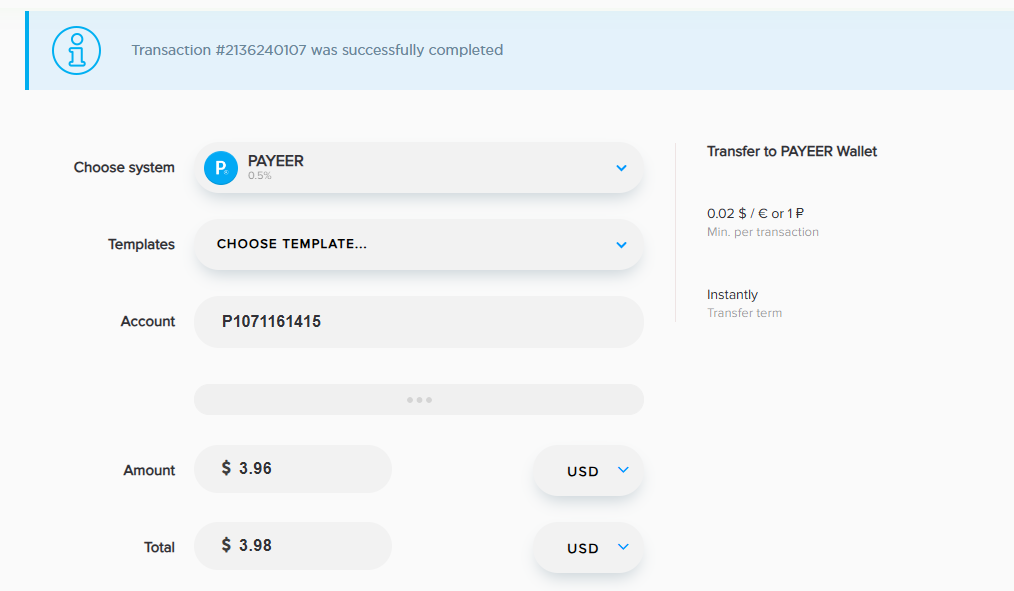 Transaction #2136240107 was successfully completed
Choose system
P
PAYEER
0.5%
Templates
CHOOSE TEMPLATE...
Account
P1071161415
Amount
$ 3.96
USD
Total
$ 3.98
USD
Transfer to PAYEER Wallet
0.02 $ / € or 1 ₽
Min. per transaction
Instantly
Transfer term